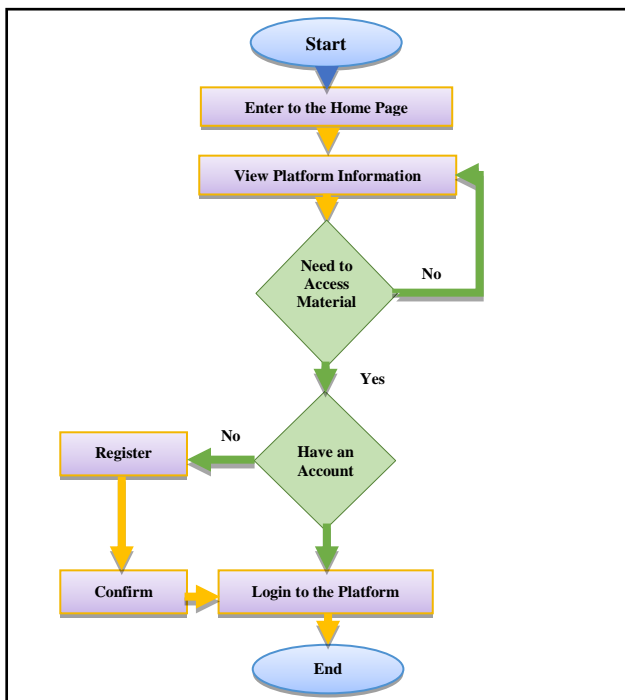 Start
Enter to the Home Page
View Platform Information
Need to
Access
Material
No
Yes
No
Register
Have an
Account
Confirm
Login to the Platform
End